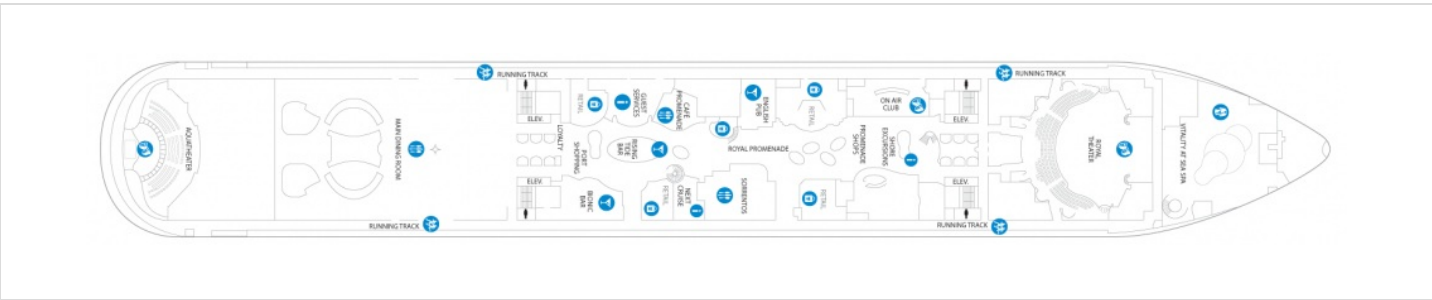 RUNNING TRACK
RUNNING TRACK
AQUATHEATER
MAIN DINING ROOM
RUNNING TRACK
ELEV.
RETAIL
GUEST
SERVICES
CAFE
PROMENADE
ENGLISH
PUB
RETAIL
ON AIR
CLUB
ELEV.
LOYALTY
PORT
SHOPPING
RISING
TIDE
BAR
ROYAL PROMENADE
PROMENADE
SHOPS
SHORE
EXCURSIONS
ELEV.
BIONIC
BAR
RETAIL
NEXT
CRUISE
SORRENTOS
RETAIL
ELEV.
RUNNING TRACK
ROYAL
THEATER
VITALITY AT SEA SPA